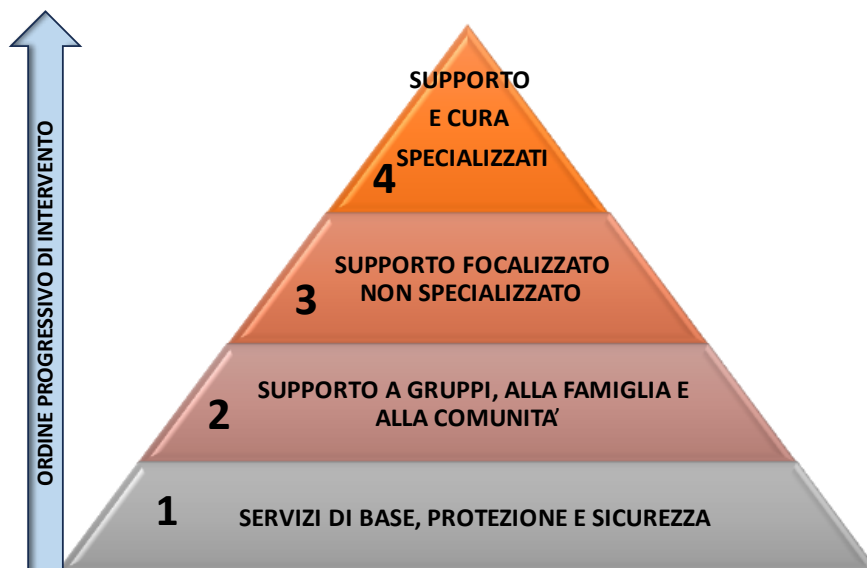 ORDINE PROGRESSIVO DI INTERVENTO
SUPPORTO
E CURA
SPECIALIZZATI
4
SUPPORTO FOCALIZZATO
NON SPECIALIZZATO
3
SUPPORTO A GRUPPI, ALLA FAMIGLIA E
ALLA COMUNITA’
2
1
SERVIZI DI BASE, PROTEZIONE E SICUREZZA